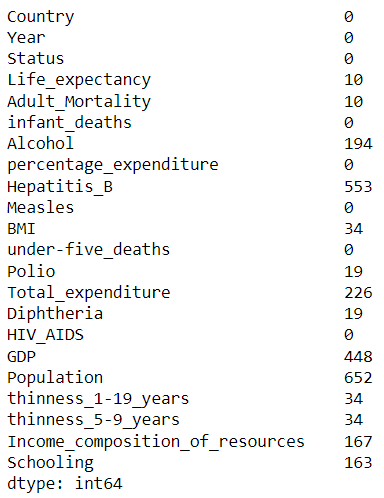 Country 0
Year 0
Status 0
Life_expectancy 10
Adult_Mortality 10
infant_deaths 0
Alcohol 194
percentage_expenditure 0
Hepatitis_B 553
Measles 0
BMI 34
under-five_deaths 0
Polio 19
Total_expenditure 226
Diphtheria 19
HIV_AIDS 0
GDP 448
Population 652
thinness_1-19_years 34
thinness_5-9_years 34
Income_composition_of_resources 167
Schooling 163
dtype: int64